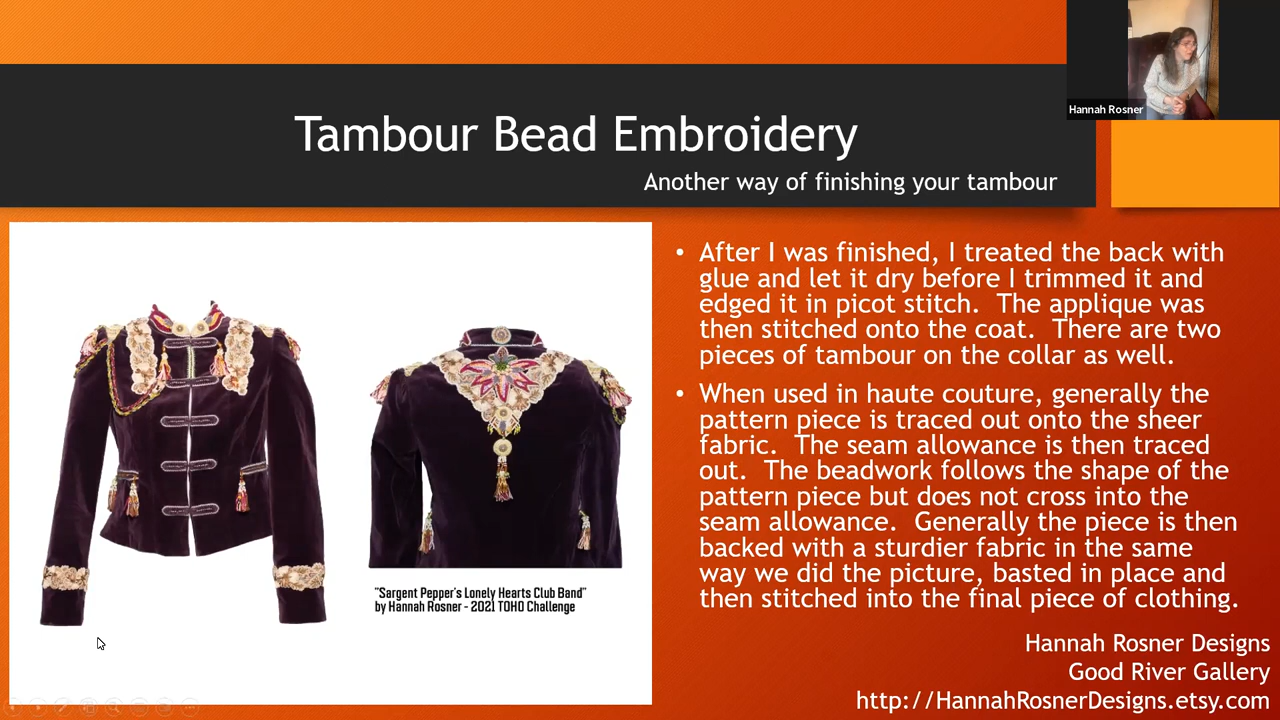 Hannah Rosner
Tambour Bead Embroidery
Another way of finishing your tambour
• After I was finished, I treated the back with
glue and let it dry before I trimmed it and
edged it in picot stitch.  The applique was
then stitched onto the coat.  There are two
pieces of tambour on the collar as well.
• When used in haute couture, generally the
pattern piece is traced out onto the sheer
fabric.  The seam allowance is then traced
out.  The beadwork follows the shape of the
pattern piece but does not cross into the
seam allowance.  Generally the piece is then
backed with a sturdier fabric in the same
way we did the picture, basted in place and
then stitched into the final piece of clothing.
"Sargent Pepper's Lonely Hearts Club Band"
by Hannah Rosner - 2021 TOHO Challenge
Hannah Rosner Designs
Good River Gallery
http://HannahRosnerDesigns.etsy.com